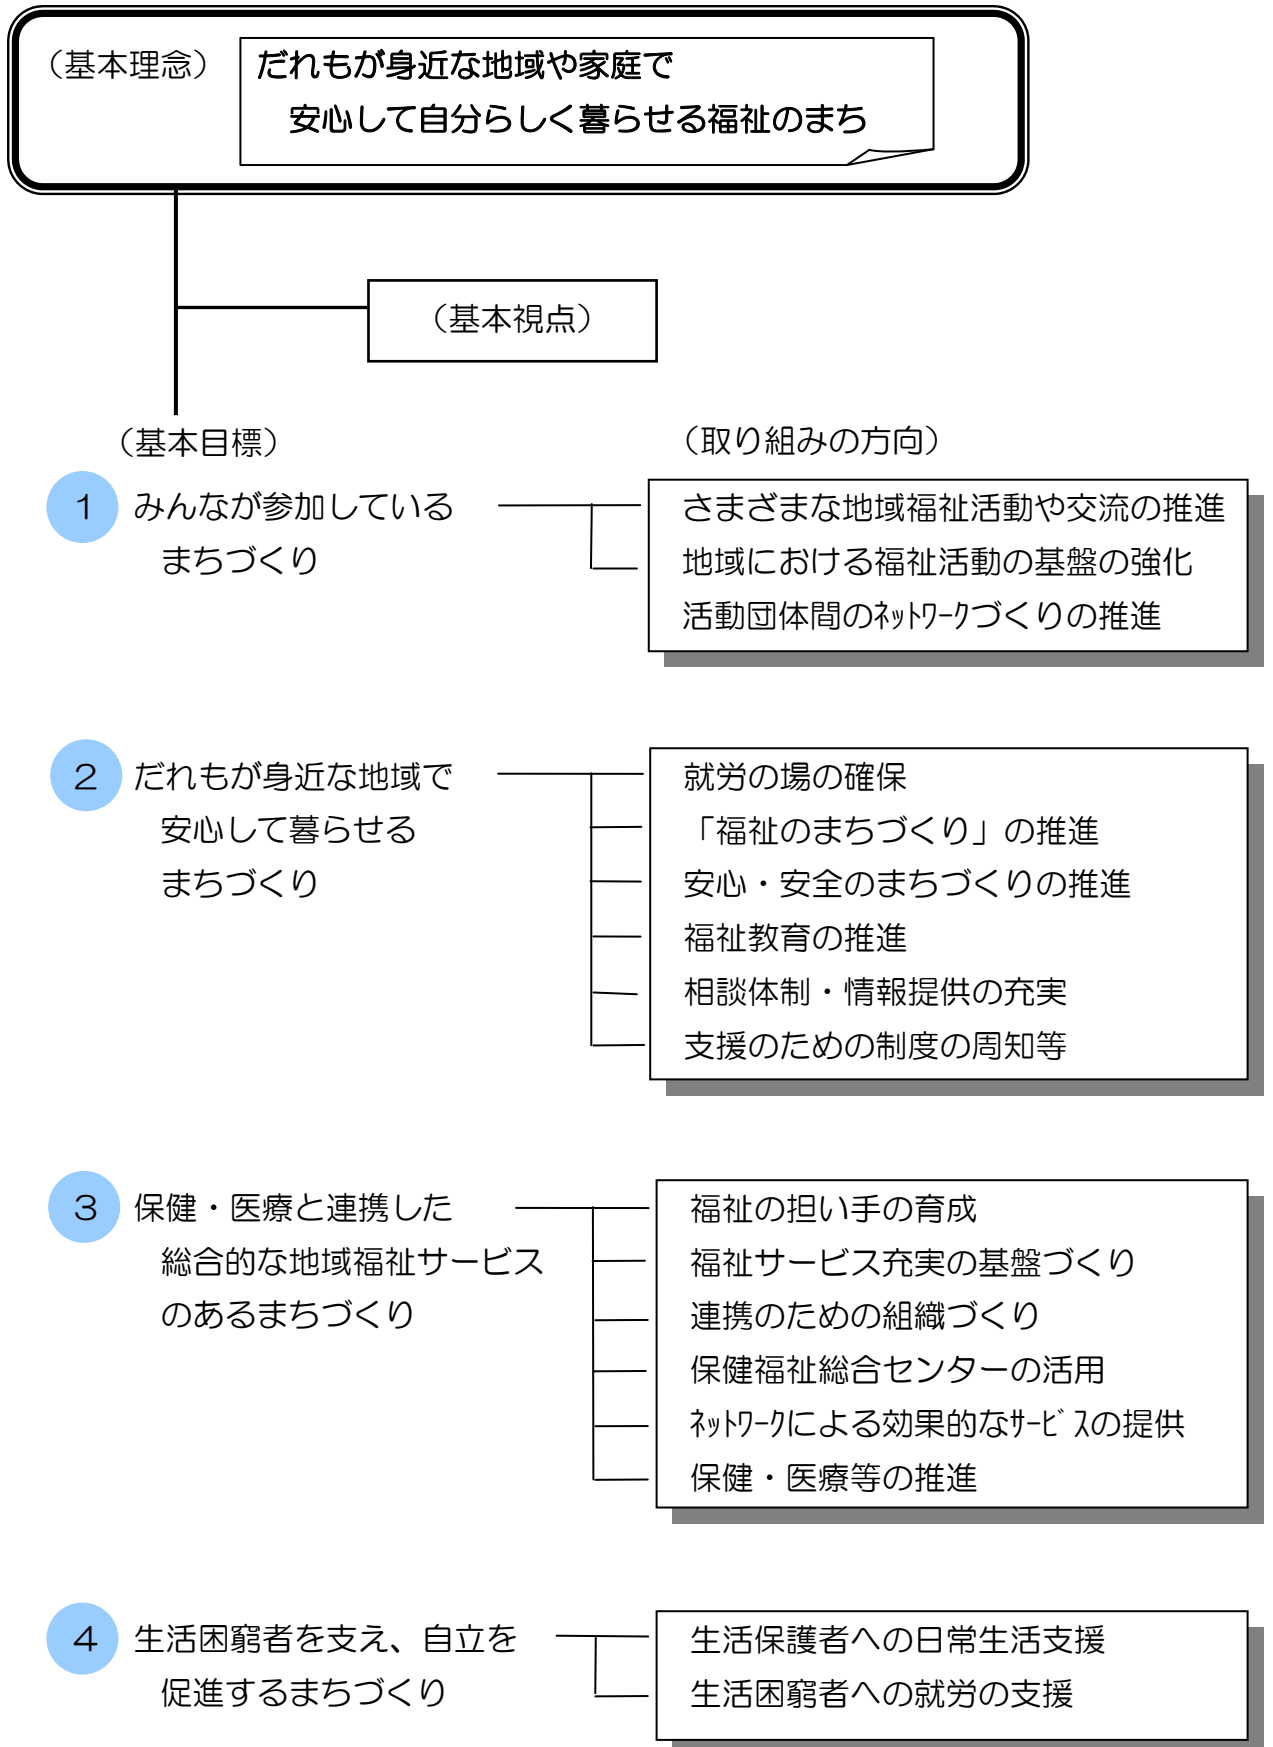 （基本理念）
だれもが身近な地域や家庭で
安心して自分らしく暮らせる福祉のまち
（基本視点）
（基本目標）
（取り組みの方向）
1 みんなが参加している
まちづくり
さまざまな地域福祉活動や交流の推進
地域における福祉活動の基盤の強化
活動団体間のﾈｯﾄﾜｰｸづくりの推進
2 だれもが身近な地域で
安心して暮らせる
まちづくり
就労の場の確保
「福祉のまちづくり」の推進
安心・安全のまちづくりの推進
福祉教育の推進
相談体制・情報提供の充実
支援のための制度の周知等
3 保健・医療と連携した
総合的な地域福祉サービス
のあるまちづくり
福祉の担い手の育成
福祉サービス充実の基盤づくり
連携のための組織づくり
保健福祉総合センターの活用
ﾈｯﾄﾜｰｸによる効果的なｻｰﾋﾞｽの提供
保健・医療等の推進
4 生活困窮者を支え、自立を
促進するまちづくり
生活保護者への日常生活支援
生活困窮者への就労の支援